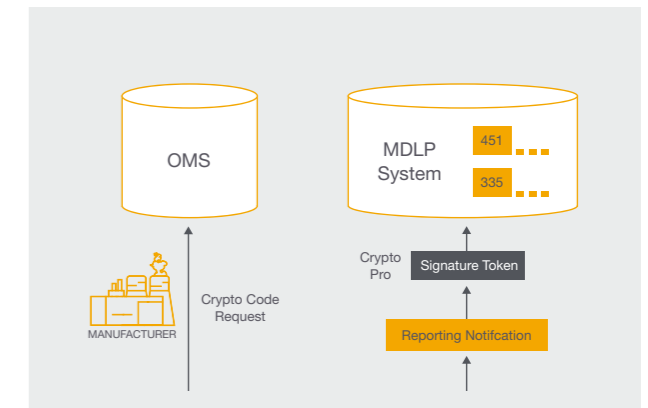 OMS
MDLP
System
451
335
Crypto
Pro
Signature Token
MANUFACTURER
Crypto Code
Request
Reporting Notifcation